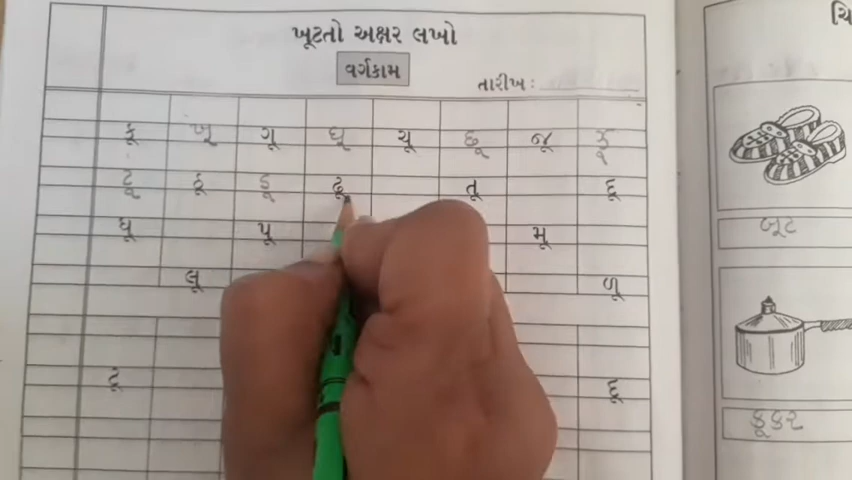 ખૂટતો અક્ષર લખો
વર્ગકામ
તારીખ :
કૂ ખૂ ગૂ ઘૂ ચૂ છૂ જૂ ઝૂ
ટૂ ઠૂ ડૂ ઢૂ તૂ દૂ
ધૂ પૂ મૂ
લૂ ળૂ
ટૂ દૂ
ચિ
બૂટ
કૂકર